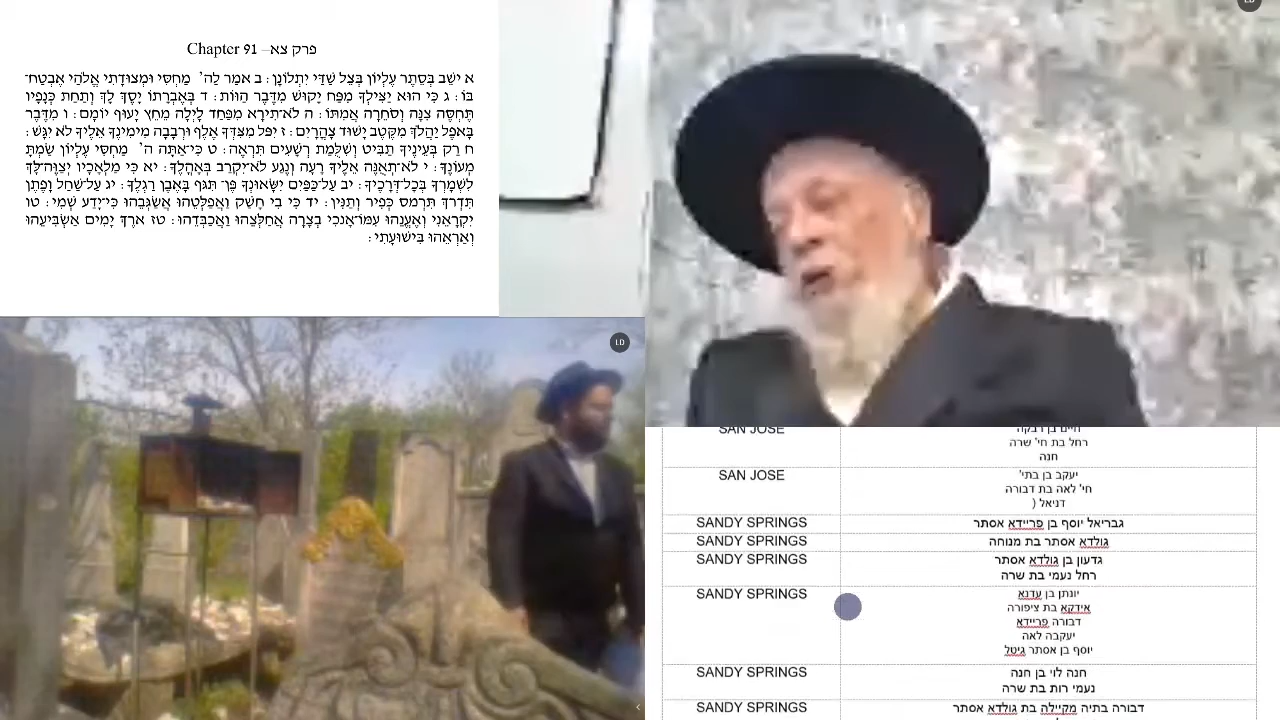 פרק צא– Chapter 91
א ישֵׁב בְּסֵתֶר עֶלְיוֹן בְּצֵל שַׁדַּי יִתְלוֹנָן : ב אֹמַר לַה' מַחְסִי וּמְצוּדָתִי אֱלֹהַי אֶבְטַח־
בּוֹ : ג כִּי הוּא יַצִּילְךָ מִפַּח יָקוּשׁ מִדֶּבֶר הַוּוֹת : ד בְּאֶבְרָתוֹ יָסֶךְ לָךְ וְתַחַת כְּנָפָיו
תֶּחְסֶה צִנָּה וְסֹחֵרָה אֲמִתּוֹ : ה לֹא־תִירָא מִפַּחַד לָיְלָה מֵחֵץ יָעוּף יוֹמָם : ו מִדֶּבֶר
בָּאֹפֶל יַהֲלֹךְ מִקֶּטֶב יָשׁוּד צָהֳרָיִם : ז יִפֹּל מִצִּדְּךָ אֶלֶף וּרְבָבָה מִימִינֶךָ אֵלֶיךָ לֹא יִגָּשׁ :
ח רַק בְּעֵינֶיךָ תַבִּיט וְשִׁלֻּמַת רְשָׁעִים תִּרְאֶה : ט כִּי־אַתָּה ה' מַחְסִי עֶלְיוֹן שַׂמְתָּ
מְעוֹנֶךָ : י לֹא־תְאֻנֶּה אֵלֶיךָ רָעָה וְנֶגַע לֹא־יִקְרַב בְּאָהֳלֶךָ : יא כִּי מַלְאָכָיו יְצַוֶּה־לָּךְ
לִשְׁמָרְךָ בְּכָל־דְּרָכֶיךָ : יב עַל־כַּפַּיִם יִשָּׂאוּנְךָ פֶּן תִּגֹּף בָּאֶבֶן רַגְלֶךָ : יג עַל־שַׁחַל וָפֶתֶן
תִּדְרֹךְ תִּרְמֹס כְּפִיר וְתַנִּין : יד כִּי בִי חָשַׁק וַאֲפַלְּטֵהוּ אֲשַׂגְּבֵהוּ כִּי־יָדַע שְׁמִי : טו
יִקְרָאֵנִי וְאֶעֱנֵהוּ עִמּוֹ־אָנֹכִי בְצָרָה אֲחַלְּצֵהוּ וַאֲכַבְּדֵהוּ : טז אֹרֶךְ יָמִים אַשְׂבִּיעֵהוּ
וְאַרְאֵהוּ בִּישׁוּעָתִי :
LD
LD
SAN JOSE חיים בן רבקה
רחל בת חי' שרה
חנה
SAN JOSE יעקב בן בתי'
חי' לאה בת דבורה
דניאל (
SANDY SPRINGS גבריאל יוסף בן פריידא אסתר
SANDY SPRINGS גולדא אסתר בת מנוחה
SANDY SPRINGS גדעון בן גולדא אסתר
רחל נעמי בת שרה
SANDY SPRINGS יונתן בן עדנא
אידקא בת ציפורה
דבורה פריידא
יעקבה לאה
יוסף בן אסתר גיטל
SANDY SPRINGS חנה לוי בן חנה
נעמי רות בת שרה
SANDY SPRINGS דבורה בתיה מקיילה בת גולדא אסתר